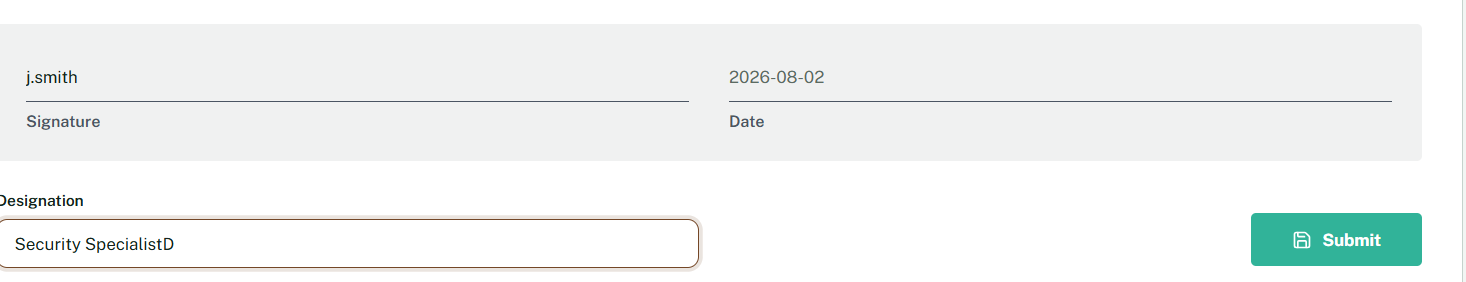 j.smith
2026-08-02
Signature
Date
Designation
Security SpecialistD
Submit